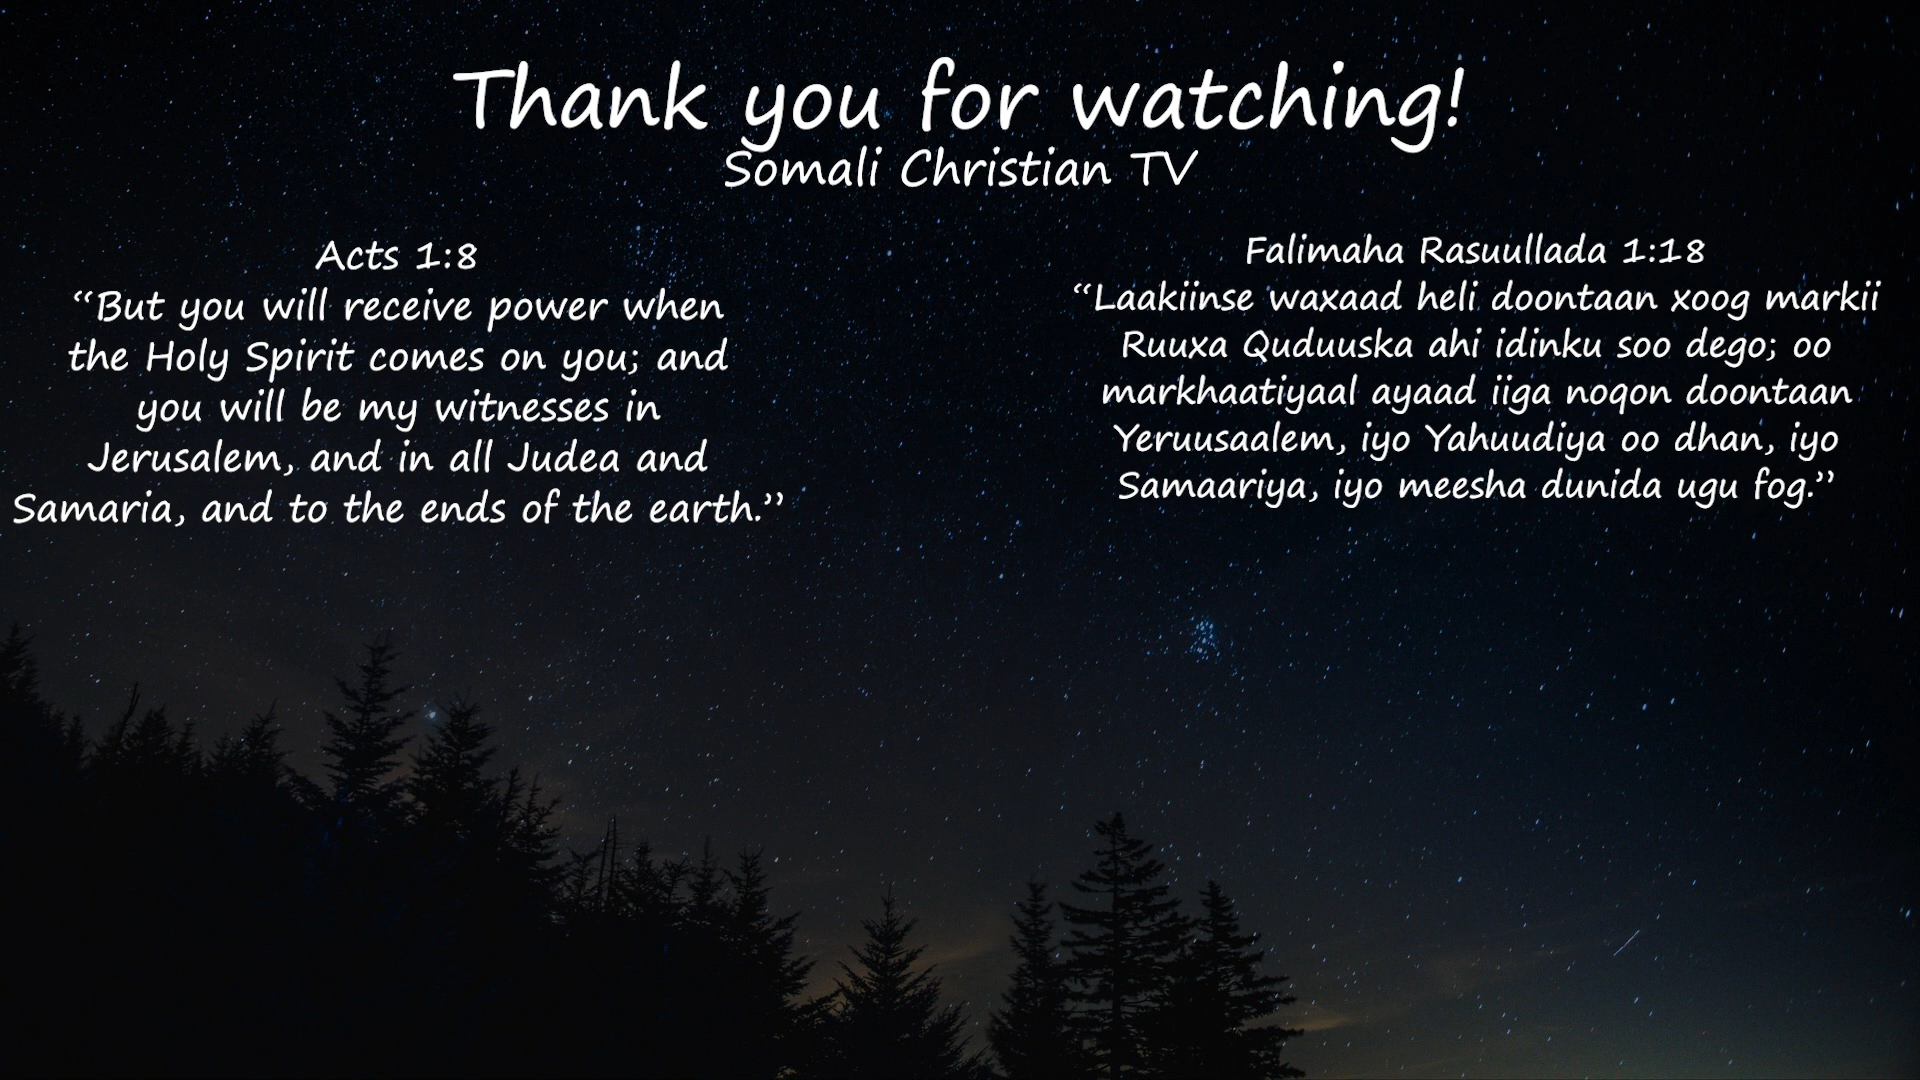 Thank you for watching!
Somali Christian TV
Acts 1:8
“But you will receive power when
the Holy Spirit comes on you; and
you will be my witnesses in
Jerusalem, and in all Judea and
Samaria, and to the ends of the earth.”
Falimaha Rasuullada 1:18
“Laakiinse waxaad heli doontaan xoog markii
Ruuxa Quduuska ahi idinku soo dego; oo
markhaatiyaal ayaad iiga noqon doontaan
Yeruusaalem, iyo Yahuudiya oo dhan, iyo
Samaariya, iyo meesha dunida ugu fog.”